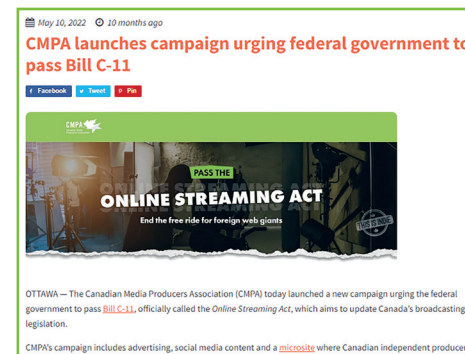 May 10, 2022 10 months ago
CMPA launches campaign urging federal government to
pass Bill C-11
Facebook Tweet Pin
CMPA
PASS THE
ONLINE STREAMING ACT
End the free ride for foreign web giants
THIS IS INDIE
OTTAWA — The Canadian Media Producers Association (CMPA) today launched a new campaign urging the federal
government to pass Bill C-11, officially called the Online Streaming Act, which aims to update Canada's broadcasting
legislation.
CMPA's campaign includes advertising, social media content and a microsite where Canadian independent producer